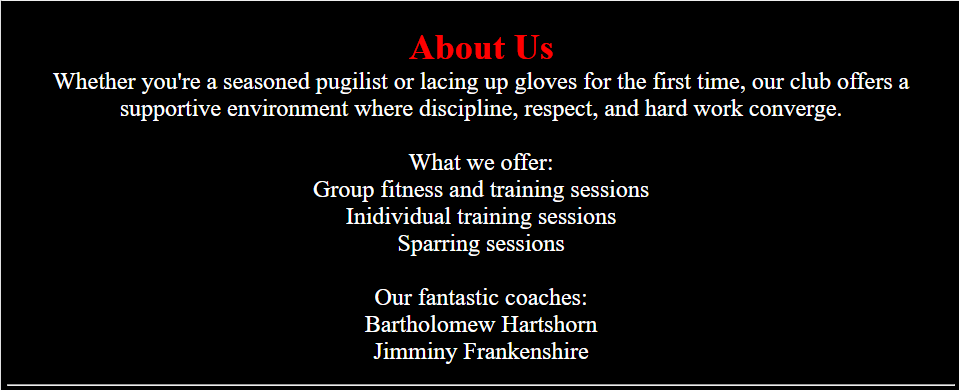 About Us
Whether you're a seasoned pugilist or lacing up gloves for the first time, our club offers a
supportive environment where discipline, respect, and hard work converge.
What we offer:
Group fitness and training sessions
Inidividual training sessions
Sparring sessions
Our fantastic coaches:
Bartholomew Hartshorn
Jimminy Frankenshire